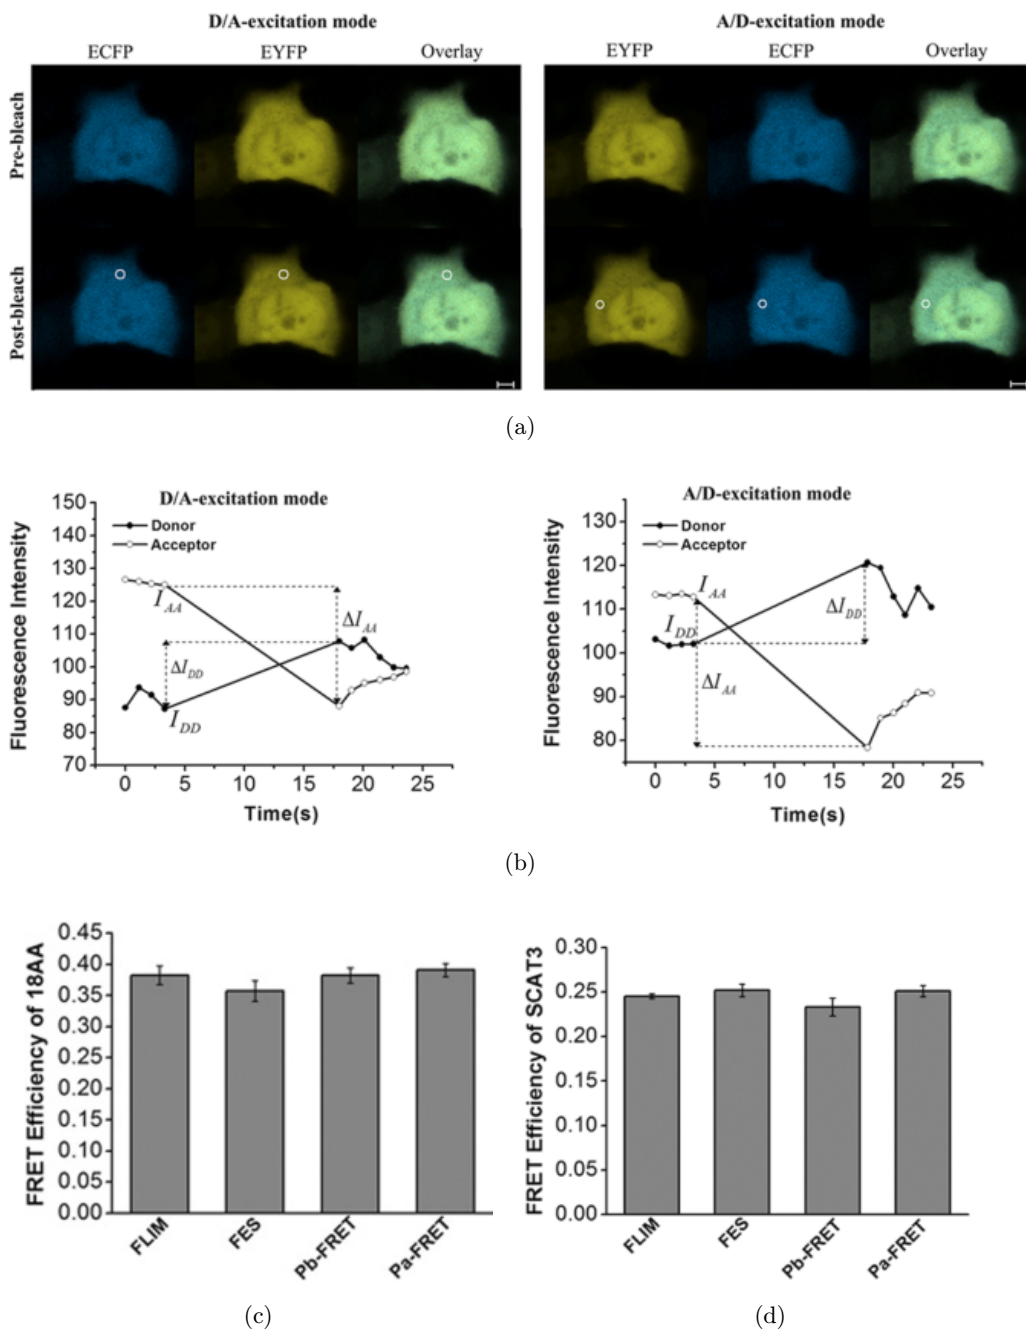 D/A-excitation mode
A/D-excitation mode
ECFP EYFP Overlay
EYFP ECFP Overlay
Pre-bleach
Post-bleach
(a)
D/A-excitation mode
Donor
Acceptor
Fluorescence Intensity
150
140
130
120
110
100
90
80
70
I_AA
ΔI_AA
ΔI_DD
I_DD
0 5 10 15 20 25
Time(s)
A/D-excitation mode
Donor
Acceptor
Fluorescence Intensity
130
120
110
100
90
80
I_AA
I_DD
ΔI_DD
ΔI_AA
0 5 10 15 20 25
Time(s)
(b)
FRET Efficiency of 18AA
0.45
0.40
0.35
0.30
0.25
0.20
0.15
0.10
0.05
0.00
FLIM FES Pb-FRET Pa-FRET
(c)
FRET Efficiency of SCAT3
0.30
0.25
0.20
0.15
0.10
0.05
0.00
FLIM FES Pb-FRET Pa-FRET
(d)